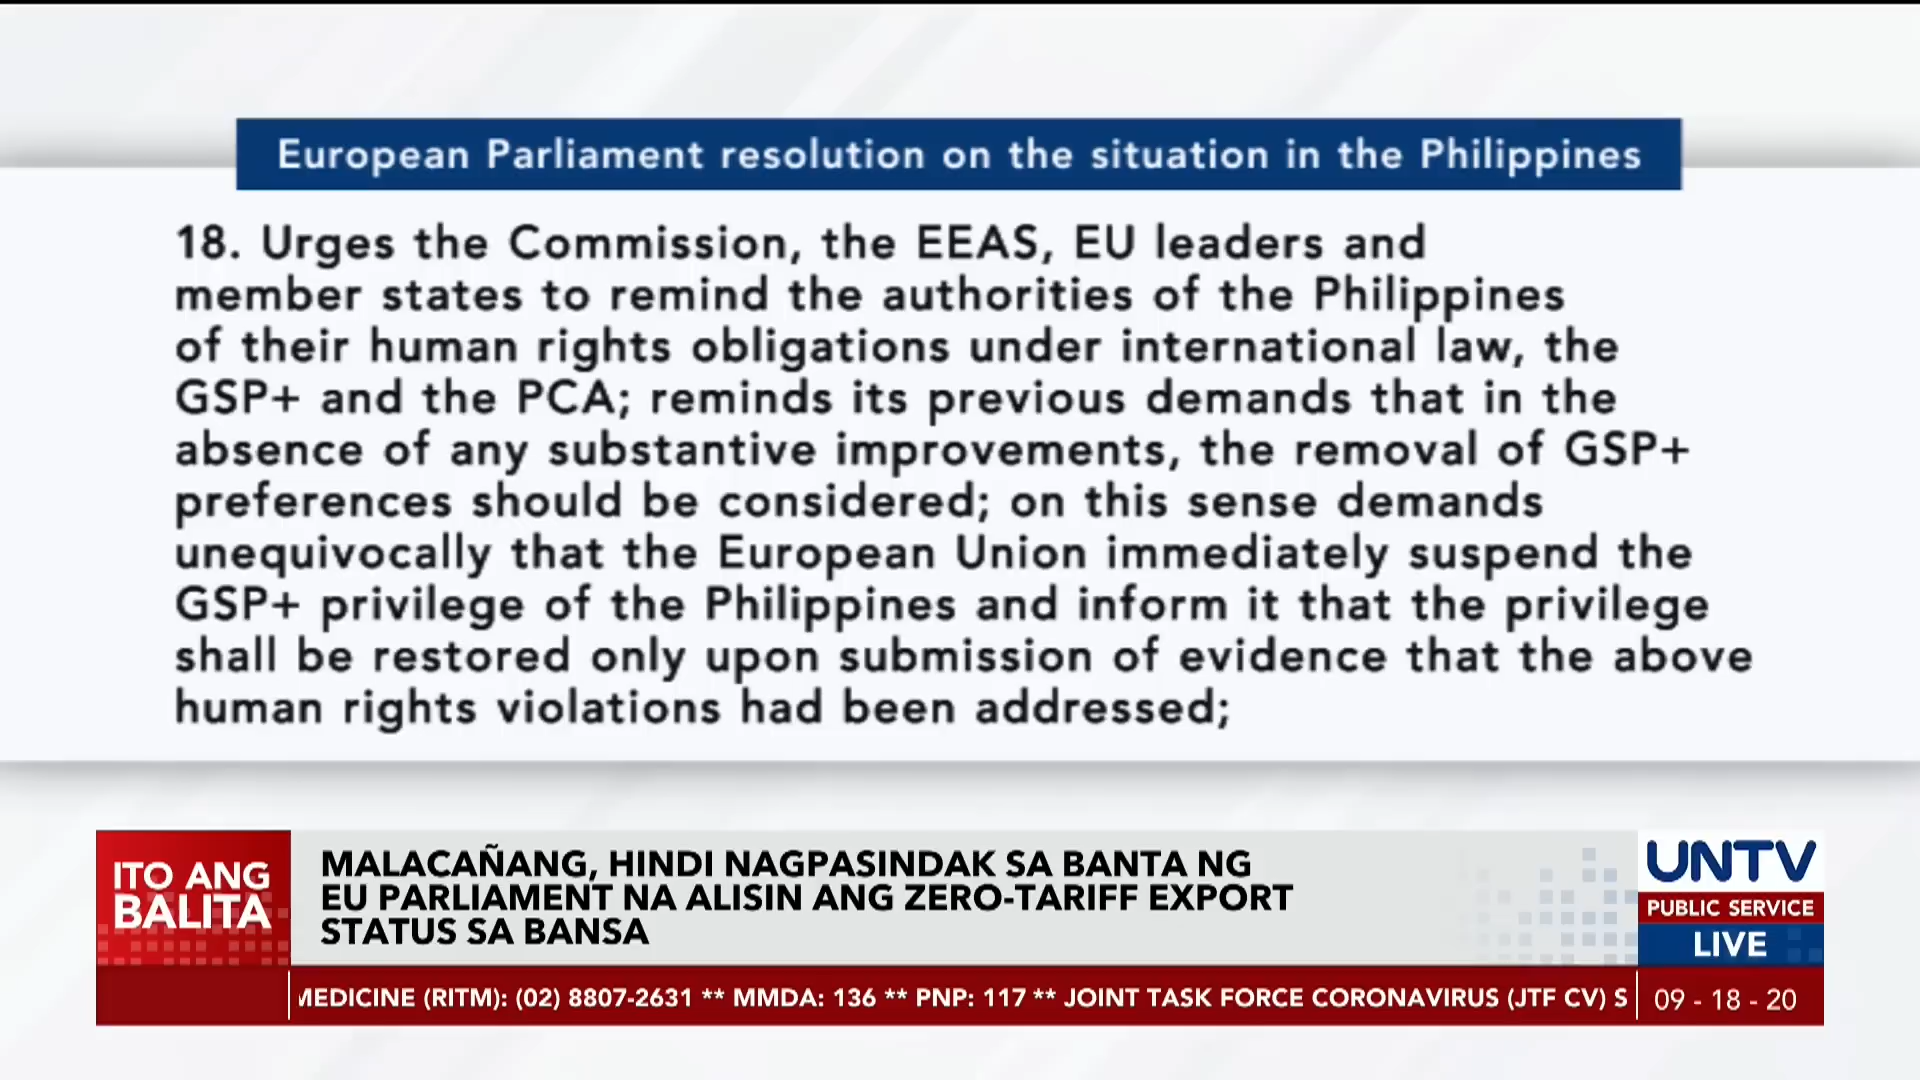 European Parliament resolution on the situation in the Philippines
18. Urges the Commission, the EEAS, EU leaders and
member states to remind the authorities of the Philippines
of their human rights obligations under international law, the
GSP+ and the PCA; reminds its previous demands that in the
absence of any substantive improvements, the removal of GSP+
preferences should be considered; on this sense demands
unequivocally that the European Union immediately suspend the
GSP+ privilege of the Philippines and inform it that the privilege
shall be restored only upon submission of evidence that the above
human rights violations had been addressed;
ITO ANG
BALITA
MALACAÑANG, HINDI NAGPASINDAK SA BANTA NG
EU PARLIAMENT NA ALISIN ANG ZERO-TARIFF EXPORT
STATUS SA BANSA
UNTV
PUBLIC SERVICE
LIVE
MEDICINE (RITM): (02) 8807-2631 ** MMDA: 136 ** PNP: 117 ** JOINT TASK FORCE CORONAVIRUS (JTF CV) S
09 - 18 - 20